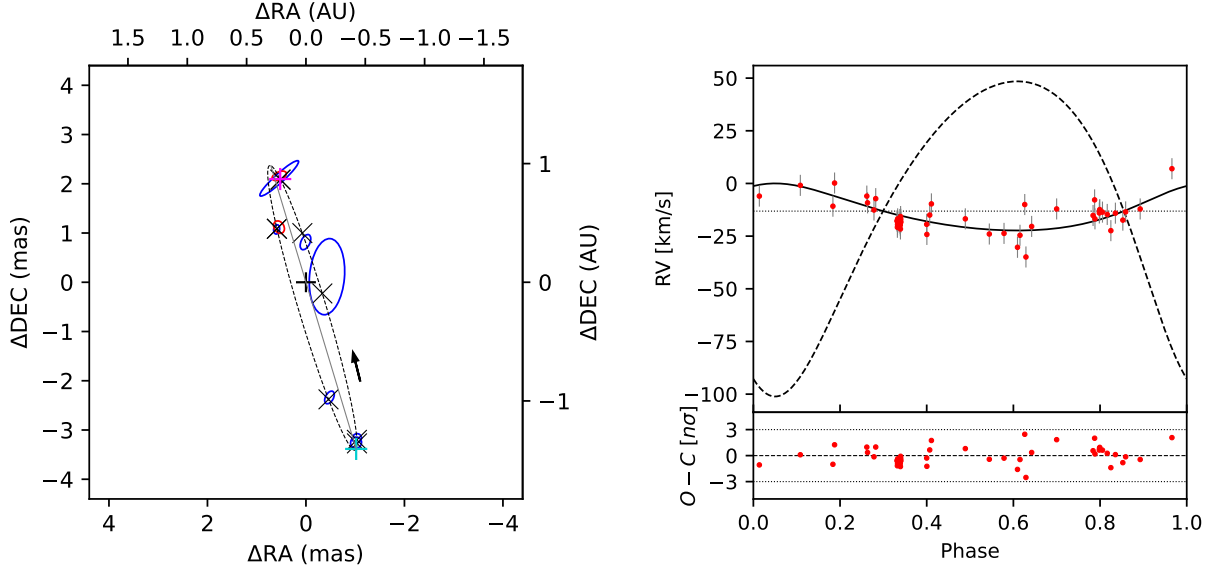 ΔRA (AU)
1.5 1.0 0.5 0.0 −0.5 −1.0 −1.5
ΔDEC (mas)
4
3
2
1
0
−1
−2
−3
−4
1
0
−1
ΔDEC (AU)
4 2 0 −2 −4
ΔRA (mas)
RV [km/s]
50
25
0
−25
−50
−75
−100
O − C [nσ]
3
0
−3
0.0 0.2 0.4 0.6 0.8 1.0
Phase